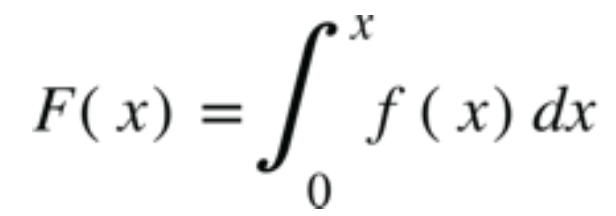 F(x) = ∫₀ˣ f(x) dx